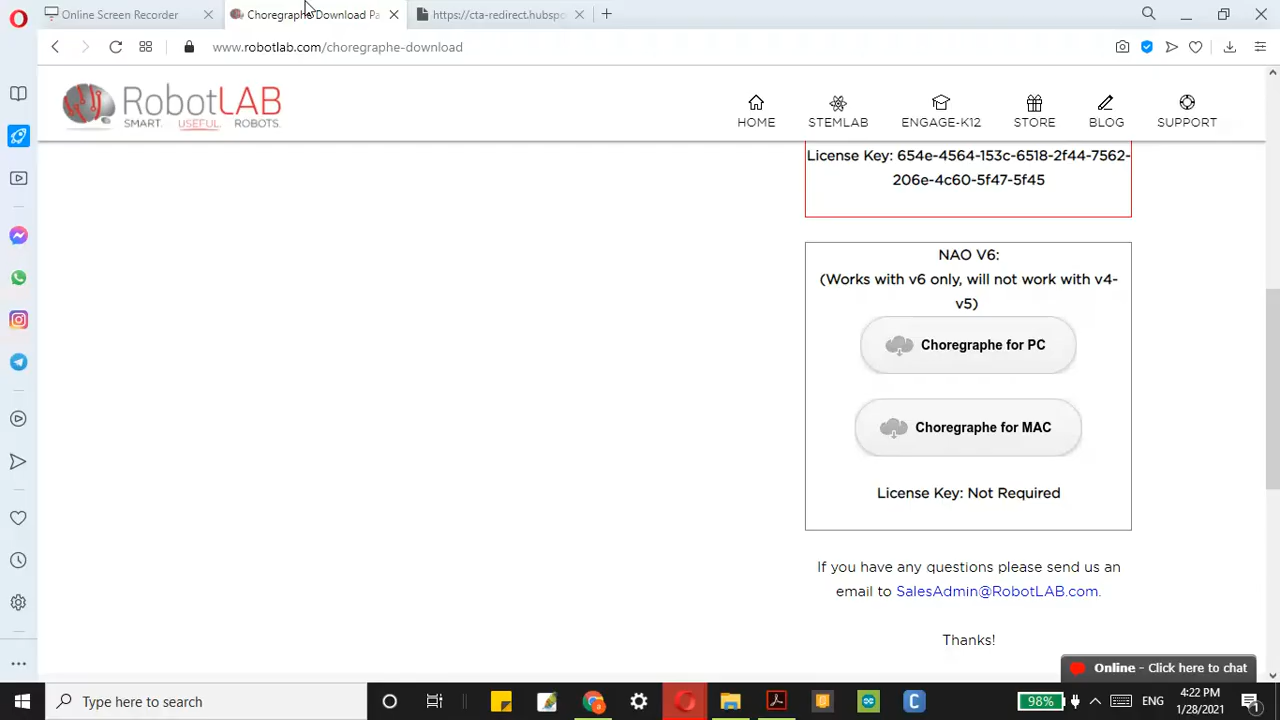 Online Screen Recorder
Choregraphe Download Pa
https://cta-redirect.hubspo
www.robotlab.com/choregraphe-download
RobotLAB
SMART. USEFUL. ROBOTS.
HOME
STEMLAB
ENGAGE-K12
STORE
BLOG
SUPPORT
License Key: 654e-4564-153c-6518-2f44-7562-
206e-4c60-5f47-5f45
NAO V6:
(Works with v6 only, will not work with v4-
v5)
Choregraphe for PC
Choregraphe for MAC
License Key: Not Required
If you have any questions please send us an
email to SalesAdmin@RobotLAB.com.
Thanks!
Online - Click here to chat
Type here to search
98%
ENG
4:22 PM
1/28/2021